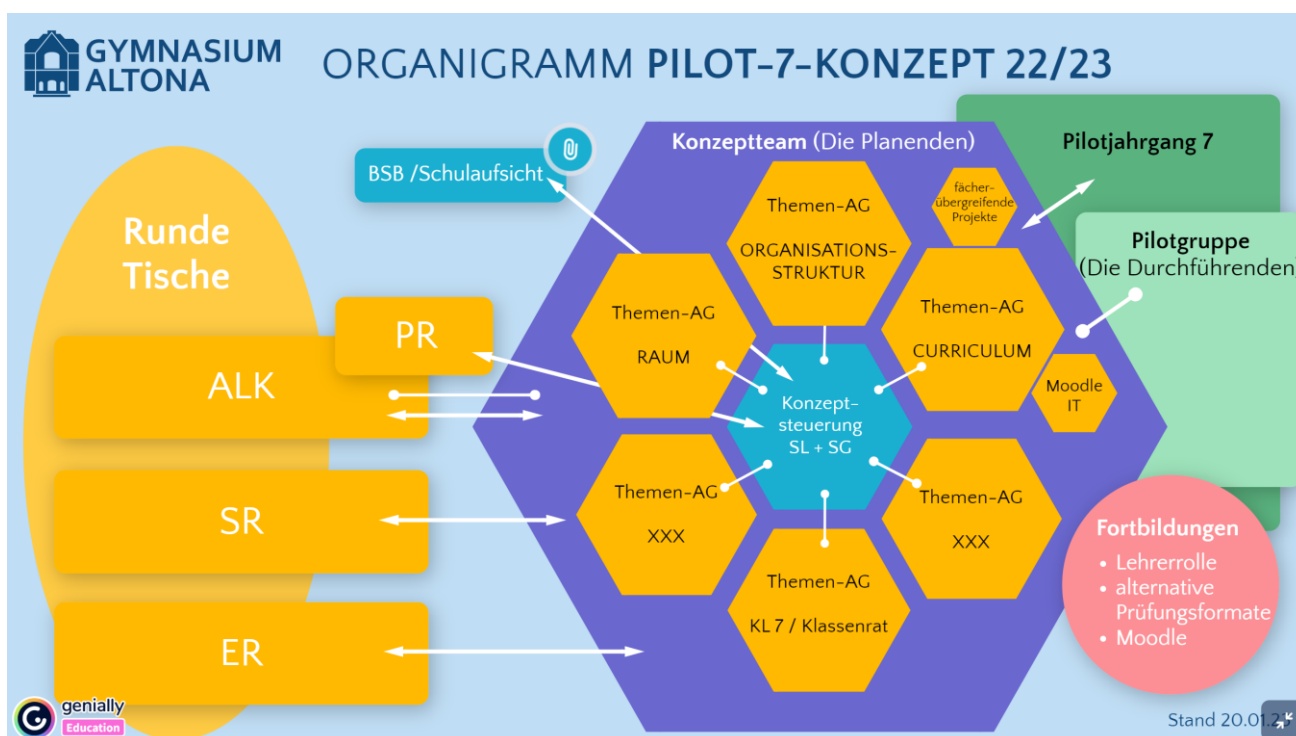 GYMNASIUM
ALTONA
ORGANIGRAMM PILOT-7-KONZEPT 22/23
Runde
Tische
BSB /Schulaufsicht
PR
ALK
SR
ER
Konzeptteam (Die Planenden)
Themen-AG
ORGANISATIONS-
STRUKTUR
fächer-
übergreifende
Projekte
Themen-AG
RAUM
Themen-AG
CURRICULUM
Moodle
IT
Konzept-
steuerung
SL + SG
Themen-AG
XXX
Themen-AG
XXX
Themen-AG
KL 7 / Klassenrat
Pilotjahrgang 7
Pilotgruppe
(Die Durchführenden)
Fortbildungen
• Lehrerrolle
• alternative
Prüfungsformate
• Moodle
genially
Education
Stand 20.01.